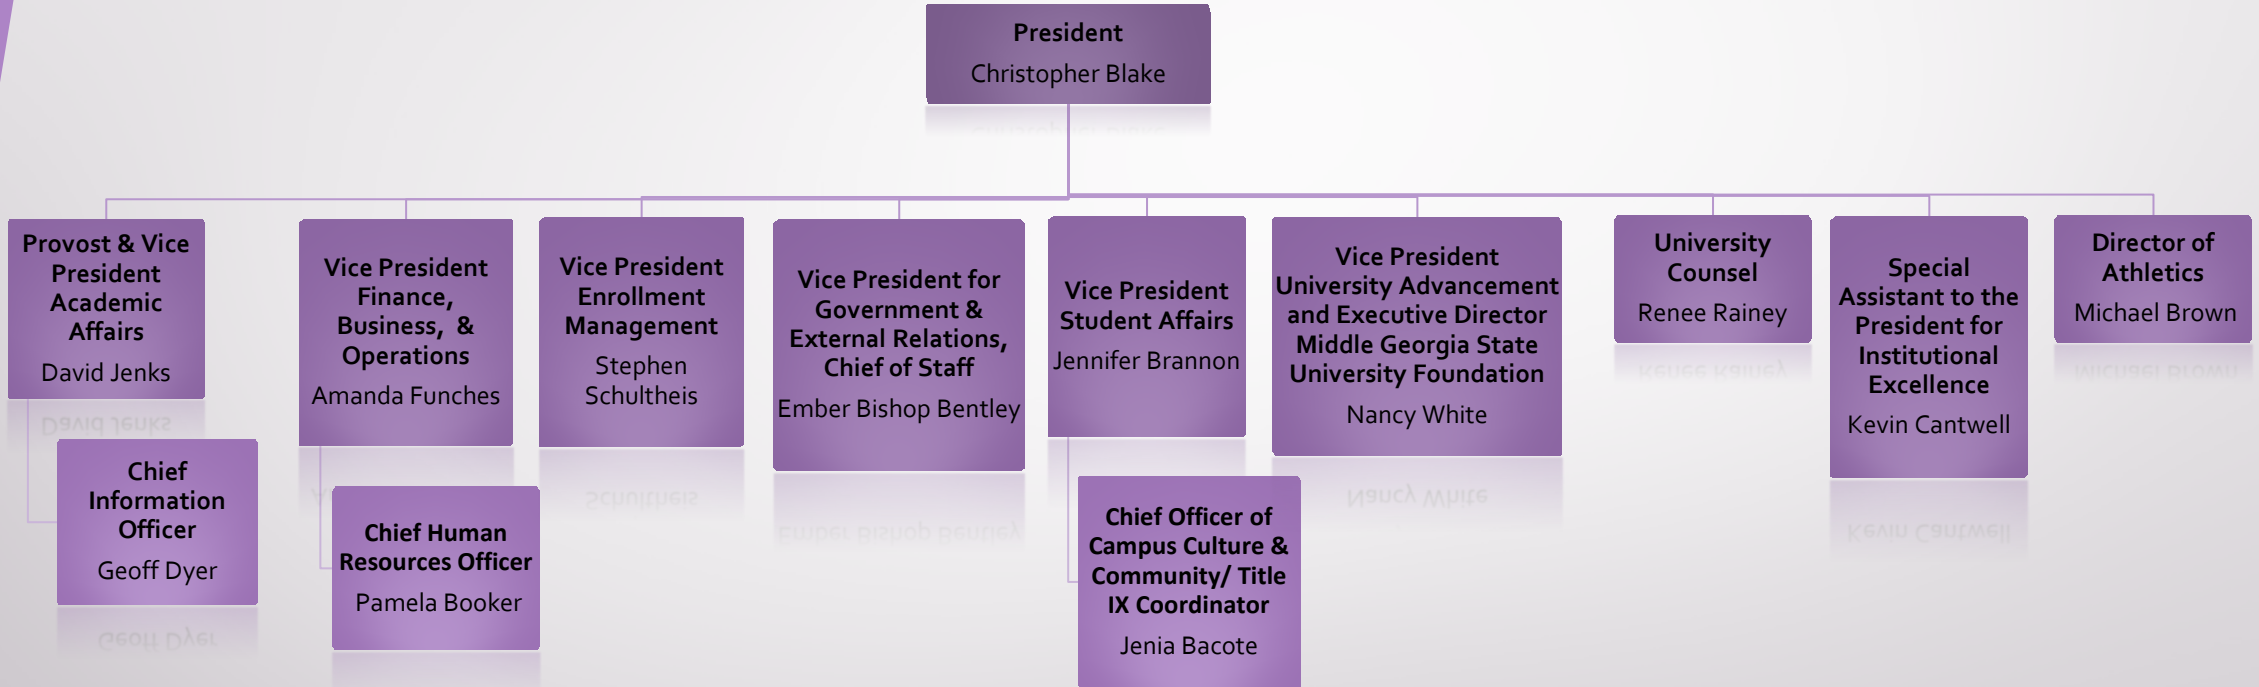 President
Christopher Blake
Provost & Vice
President
Academic
Affairs
David Jenks
Chief
Information
Officer
Geoff Dyer
Vice President
Finance,
Business, &
Operations
Amanda Funches
Chief Human
Resources Officer
Pamela Booker
Vice President
Enrollment
Management
Stephen
Schultheis
Vice President for
Government &
External Relations,
Chief of Staff
Ember Bishop Bentley
Vice President
Student Affairs
Jennifer Brannon
Chief Officer of
Campus Culture &
Community/ Title
IX Coordinator
Jenia Bacote
Vice President
University Advancement
and Executive Director
Middle Georgia State
University Foundation
Nancy White
University
Counsel
Renee Rainey
Special
Assistant to the
President for
Institutional
Excellence
Kevin Cantwell
Director of
Athletics
Michael Brown